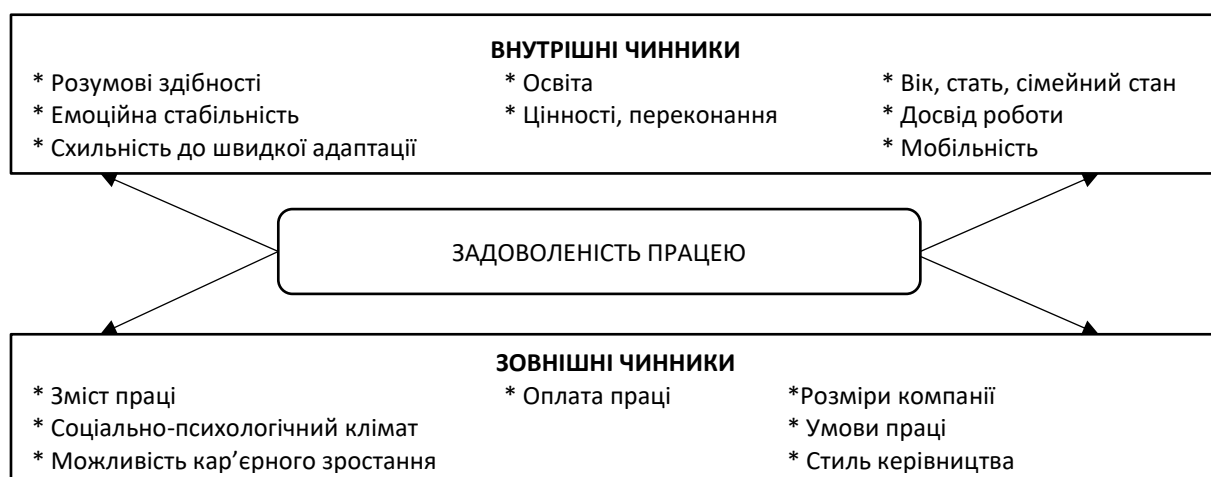 ВНУТРІШНІ ЧИННИКИ
* Розумові здібності * Освіта * Вік, стать, сімейний стан
* Емоційна стабільність * Цінності, переконання * Досвід роботи
* Схильність до швидкої адаптації * Мобільність
ЗАДОВОЛЕНІСТЬ ПРАЦЕЮ
ЗОВНІШНІ ЧИННИКИ
* Зміст праці * Оплата праці *Розміри компанії
* Соціально-психологічний клімат * Умови праці
* Можливість кар’єрного зростання * Стиль керівництва